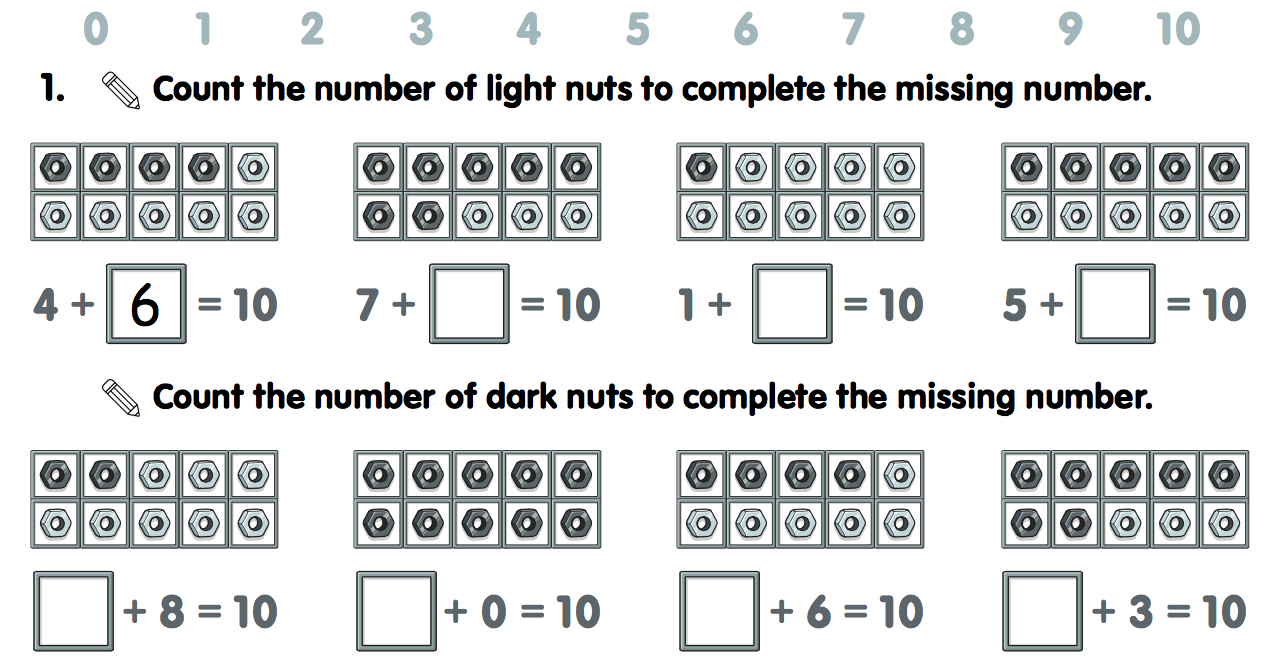 0 1 2 3 4 5 6 7 8 9 10
1. Count the number of light nuts to complete the missing number.
4 + 6 = 10 7 + = 10 1 + = 10 5 + = 10
Count the number of dark nuts to complete the missing number.
+ 8 = 10 + 0 = 10 + 6 = 10 + 3 = 10